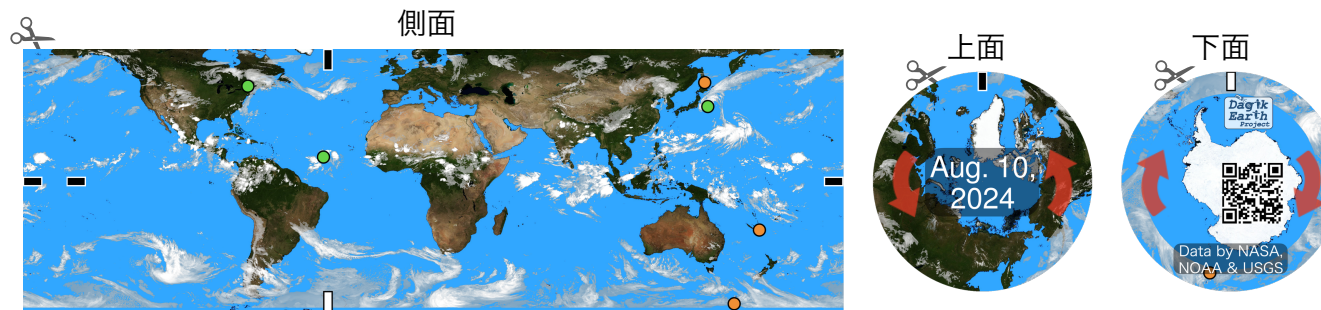 側面
上面
下面
Aug. 10,
2024
Dagik
Earth
Project
Data by NASA,
NOAA & USGS